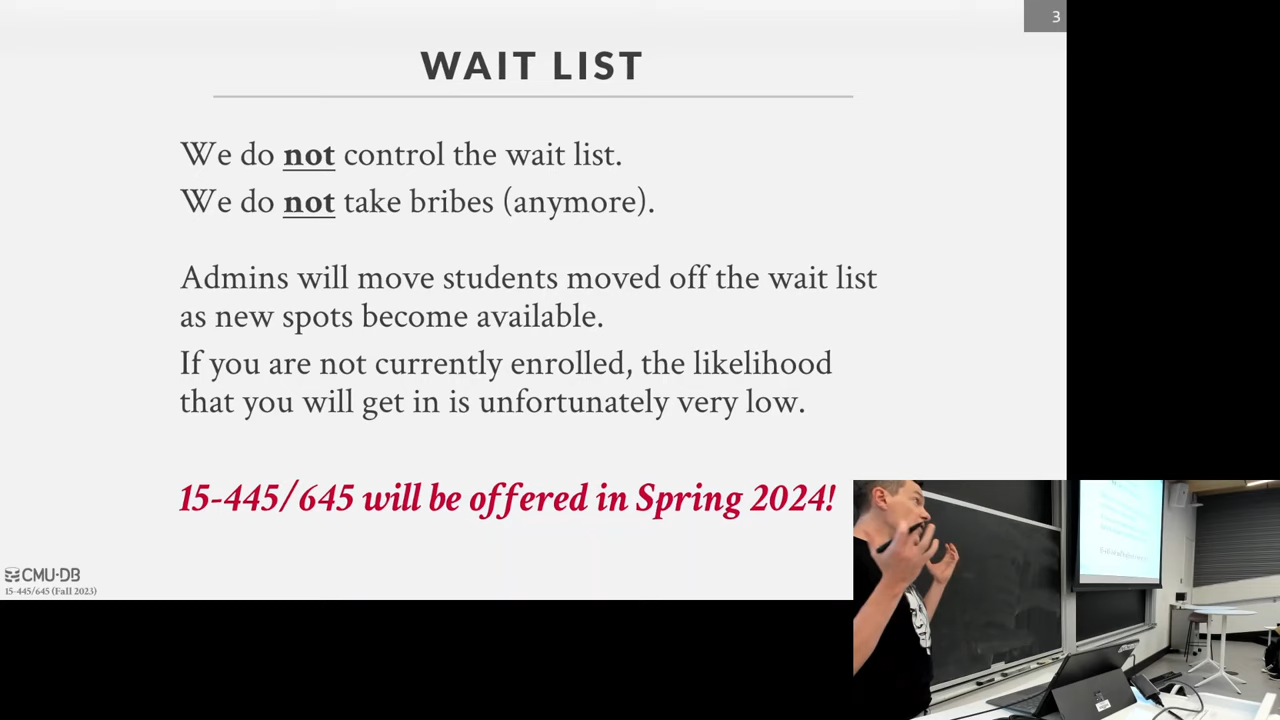 3
WAIT LIST
We do not control the wait list.
We do not take bribes (anymore).
Admins will move students moved off the wait list
as new spots become available.
If you are not currently enrolled, the likelihood
that you will get in is unfortunately very low.
15-445/645 will be offered in Spring 2024!
CMU·DB
15-445/645 (Fall 2023)